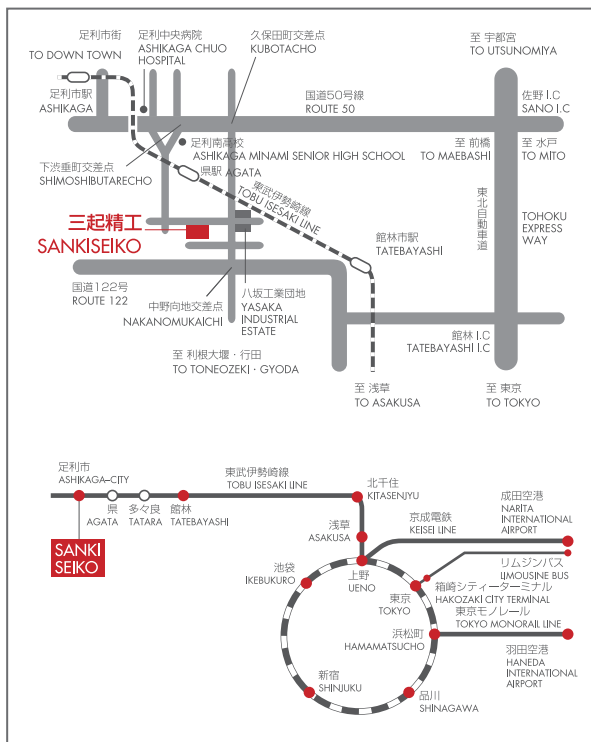 足利市街
TO DOWN TOWN
足利中央病院
ASHIKAGA CHUO
HOSPITAL
久保田町交差点
KUBOTACHO
至 宇都宮
TO UTSUNOMIYA
足利市駅
ASHIKAGA
国道50号線
ROUTE 50
佐野 I.C
SANO I.C
足利南高校
ASHIKAGA MINAMI SENIOR HIGH SCHOOL
至 前橋
TO MAEBASHI
至 水戸
TO MITO
下渋垂町交差点
SHIMOSHIBUTARECHO
県駅 AGATA
東武伊勢崎線
TOBU ISESAKI LINE
東北自動車道
TOHOKU
EXPRESS
WAY
三起精工
SANKISEIKO
館林市駅
TATEBAYASHI
国道122号
ROUTE 122
中野向地交差点
NAKANOMUKAICHI
八坂工業団地
YASAKA
INDUSTRIAL
ESTATE
館林 I.C
TATEBAYASHI I.C
至 利根大堰・行田
TO TONEOZEKI・GYODA
至 浅草
TO ASAKUSA
至 東京
TO TOKYO
足利市
ASHIKAGA-CITY
県
AGATA
多々良
TATARA
館林
TATEBAYASHI
東武伊勢崎線
TOBU ISESAKI LINE
北千住
KITASENJYU
SANKI
SEIKO
浅草
ASAKUSA
京成電鉄
KEISEI LINE
成田空港
NARITA
INTERNATIONAL
AIRPORT
リムジンバス
LIMOUSINE BUS
池袋
IKEBUKURO
上野
UENO
東京
TOKYO
箱崎シティーターミナル
HAKOZAKI CITY TERMINAL
東京モノレール
TOKYO MONORAIL LINE
浜松町
HAMAMATSUCHO
羽田空港
HANEDA
INTERNATIONAL
AIRPORT
新宿
SHINJUKU
品川
SHINAGAWA